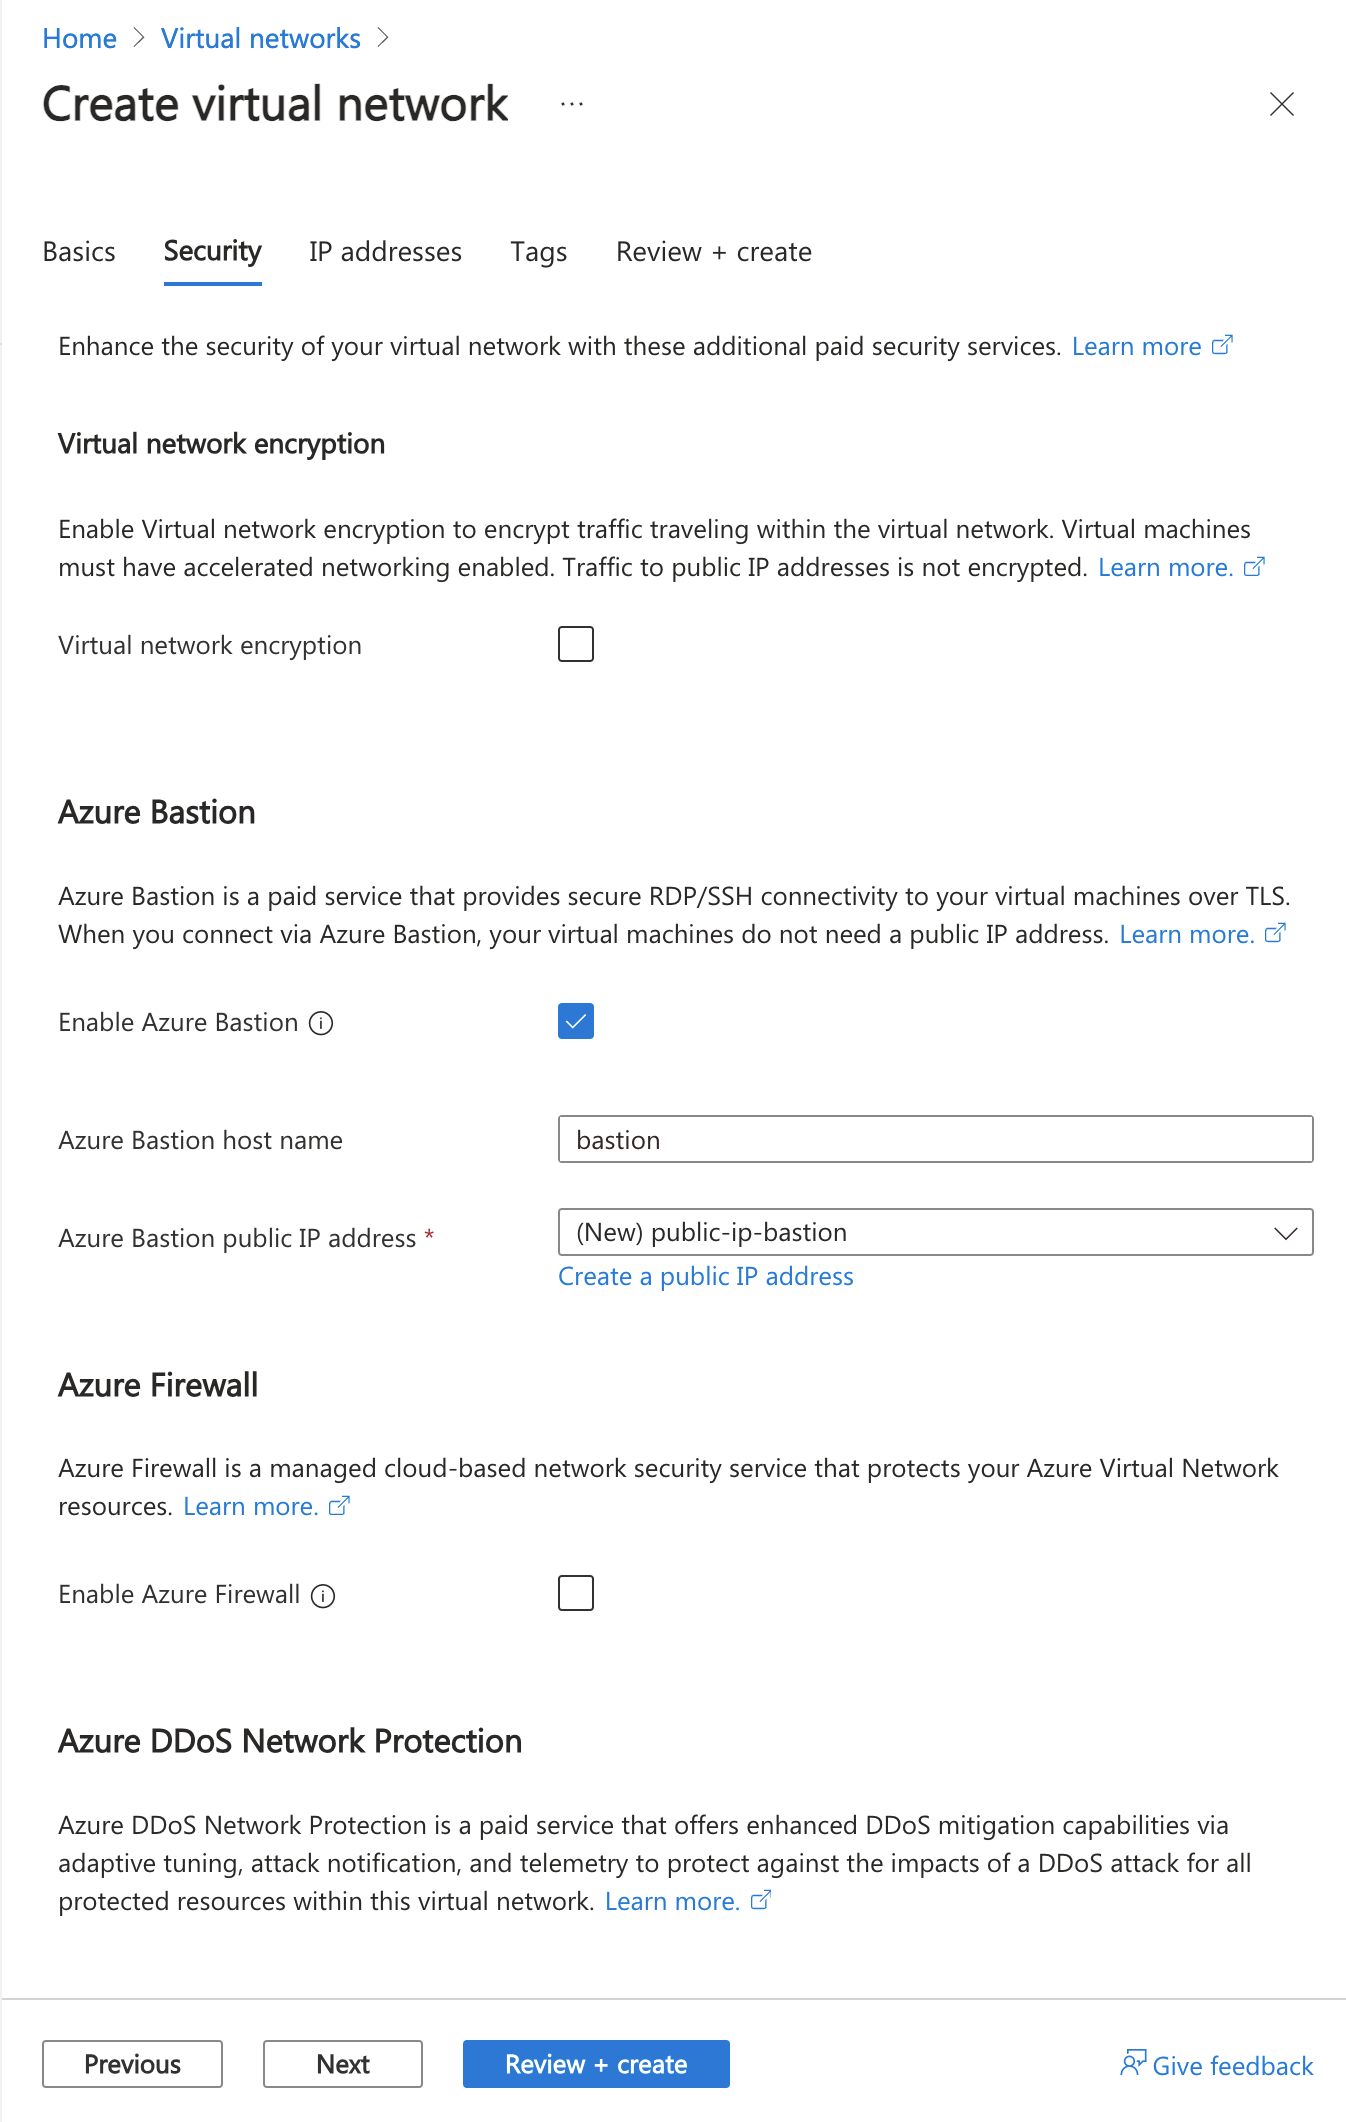 Home > Virtual networks >
Create virtual network ...
Basics Security IP addresses Tags Review + create
Enhance the security of your virtual network with these additional paid security services. Learn more
Virtual network encryption
Enable Virtual network encryption to encrypt traffic traveling within the virtual network. Virtual machines
must have accelerated networking enabled. Traffic to public IP addresses is not encrypted. Learn more.
Virtual network encryption
Azure Bastion
Azure Bastion is a paid service that provides secure RDP/SSH connectivity to your virtual machines over TLS.
When you connect via Azure Bastion, your virtual machines do not need a public IP address. Learn more.
Enable Azure Bastion
Azure Bastion host name bastion
Azure Bastion public IP address * (New) public-ip-bastion
Create a public IP address
Azure Firewall
Azure Firewall is a managed cloud-based network security service that protects your Azure Virtual Network
resources. Learn more.
Enable Azure Firewall
Azure DDoS Network Protection
Azure DDoS Network Protection is a paid service that offers enhanced DDoS mitigation capabilities via
adaptive tuning, attack notification, and telemetry to protect against the impacts of a DDoS attack for all
protected resources within this virtual network. Learn more.
Previous Next Review + create Give feedback